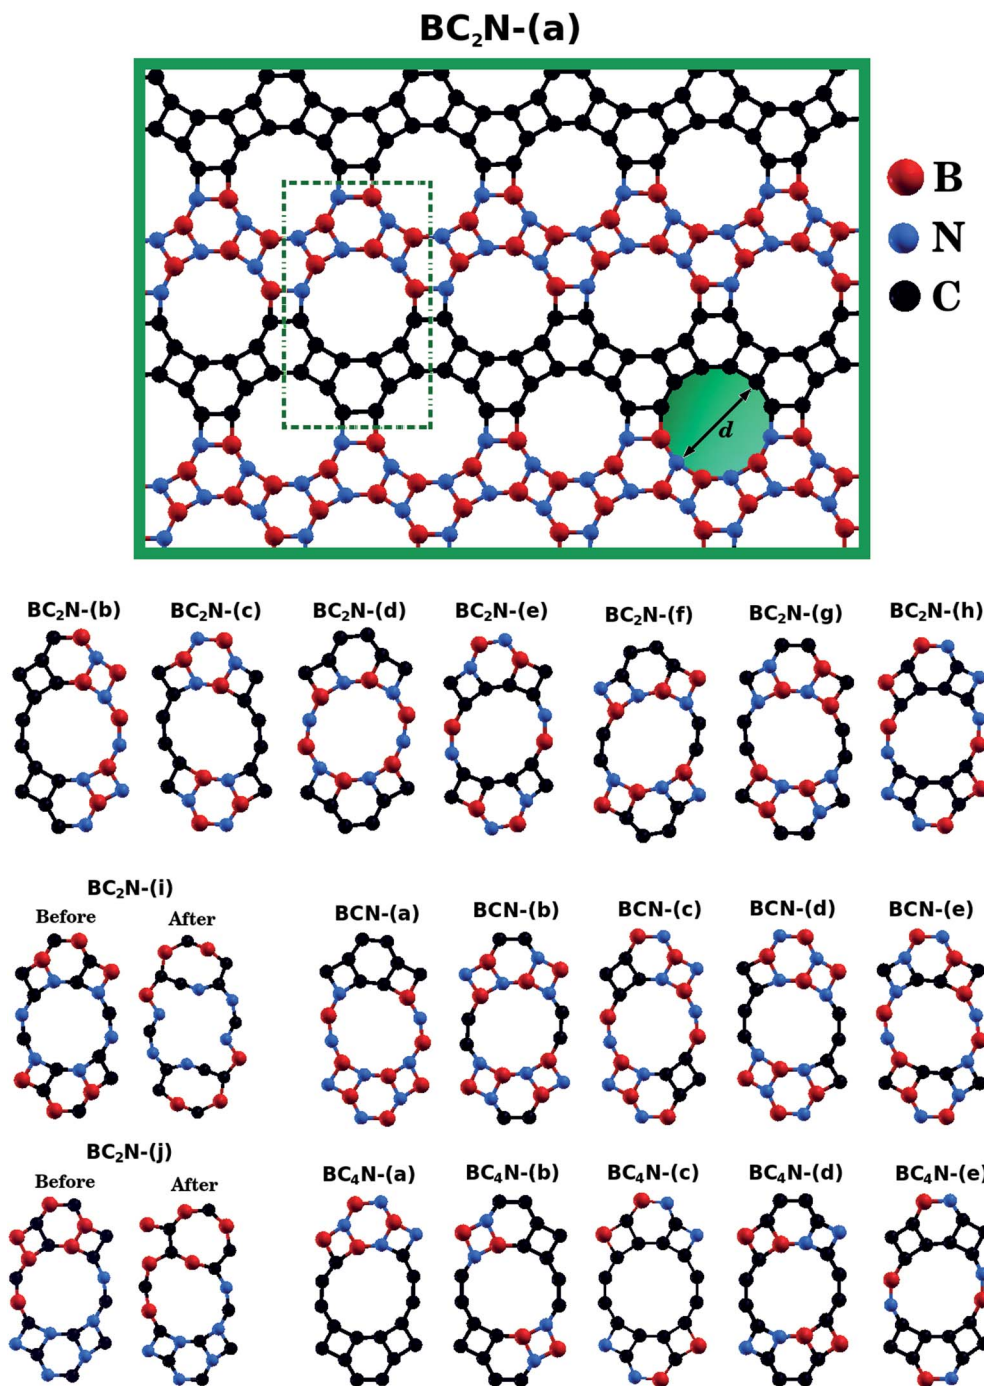 BC₂N-(a)
B
N
C
d
BC₂N-(b) BC₂N-(c) BC₂N-(d) BC₂N-(e) BC₂N-(f) BC₂N-(g) BC₂N-(h)
BC₂N-(i)
Before After
BCN-(a) BCN-(b) BCN-(c) BCN-(d) BCN-(e)
BC₂N-(j)
Before After
BC₄N-(a) BC₄N-(b) BC₄N-(c) BC₄N-(d) BC₄N-(e)